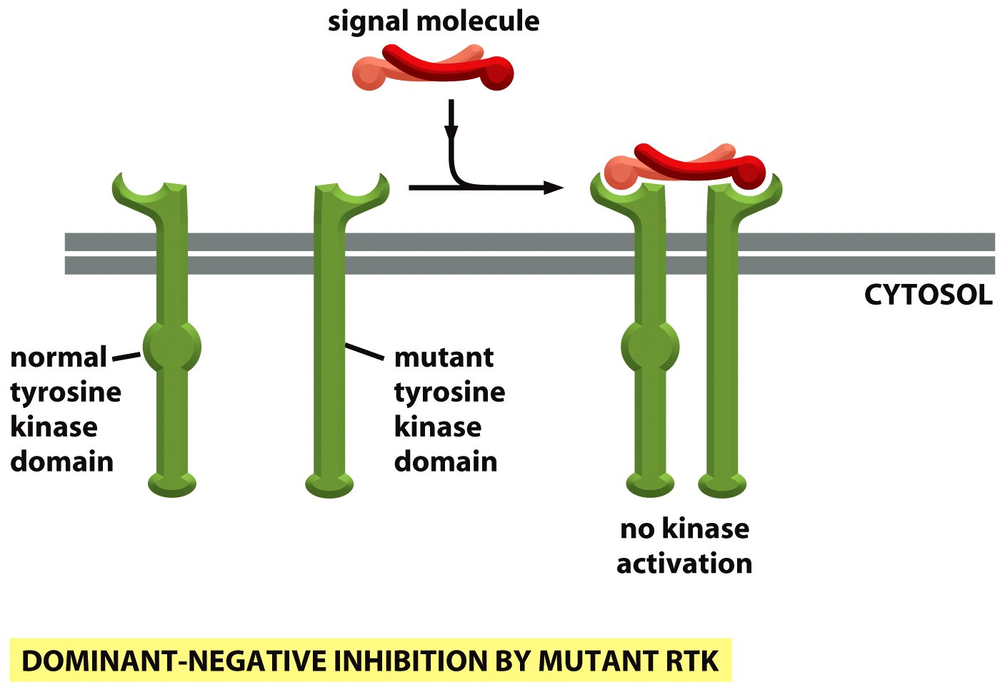 signal molecule
CYTOSOL
normal
tyrosine
kinase
domain
mutant
tyrosine
kinase
domain
no kinase
activation
DOMINANT-NEGATIVE INHIBITION BY MUTANT RTK